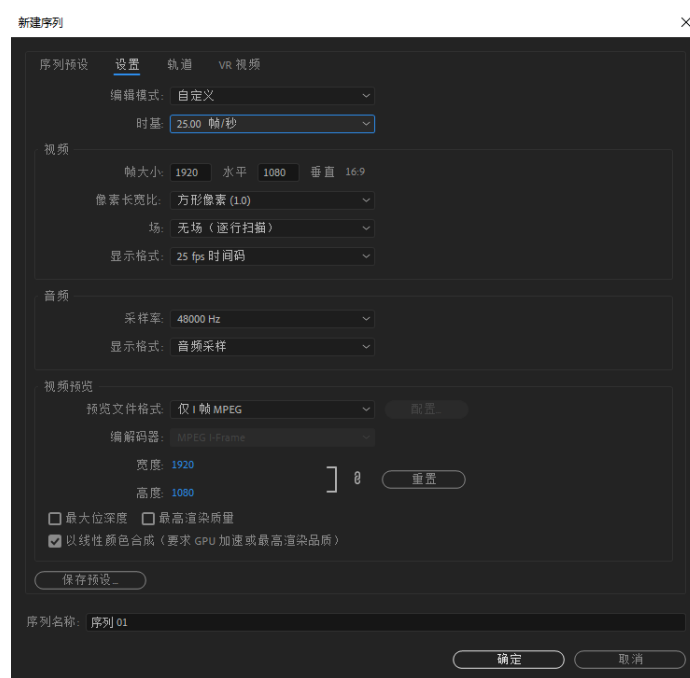 新建序列
序列预设 设置 轨道 VR 视频
编辑模式: 自定义
时基: 25.00 帧/秒
视频
帧大小: 1920 水平 1080 垂直 16:9
像素长宽比: 方形像素 (1.0)
场: 无场（逐行扫描）
显示格式: 25 fps 时间码
音频
采样率: 48000 Hz
显示格式: 音频采样
视频预览
预览文件格式: 仅 I 帧 MPEG 配置...
编解码器: MPEG I-Frame
宽度: 1920
高度: 1080
重置
最大位深度 最高渲染质量
以线性颜色合成（要求 GPU 加速或最高渲染品质）
保存预设...
序列名称: 序列 01
确定 取消